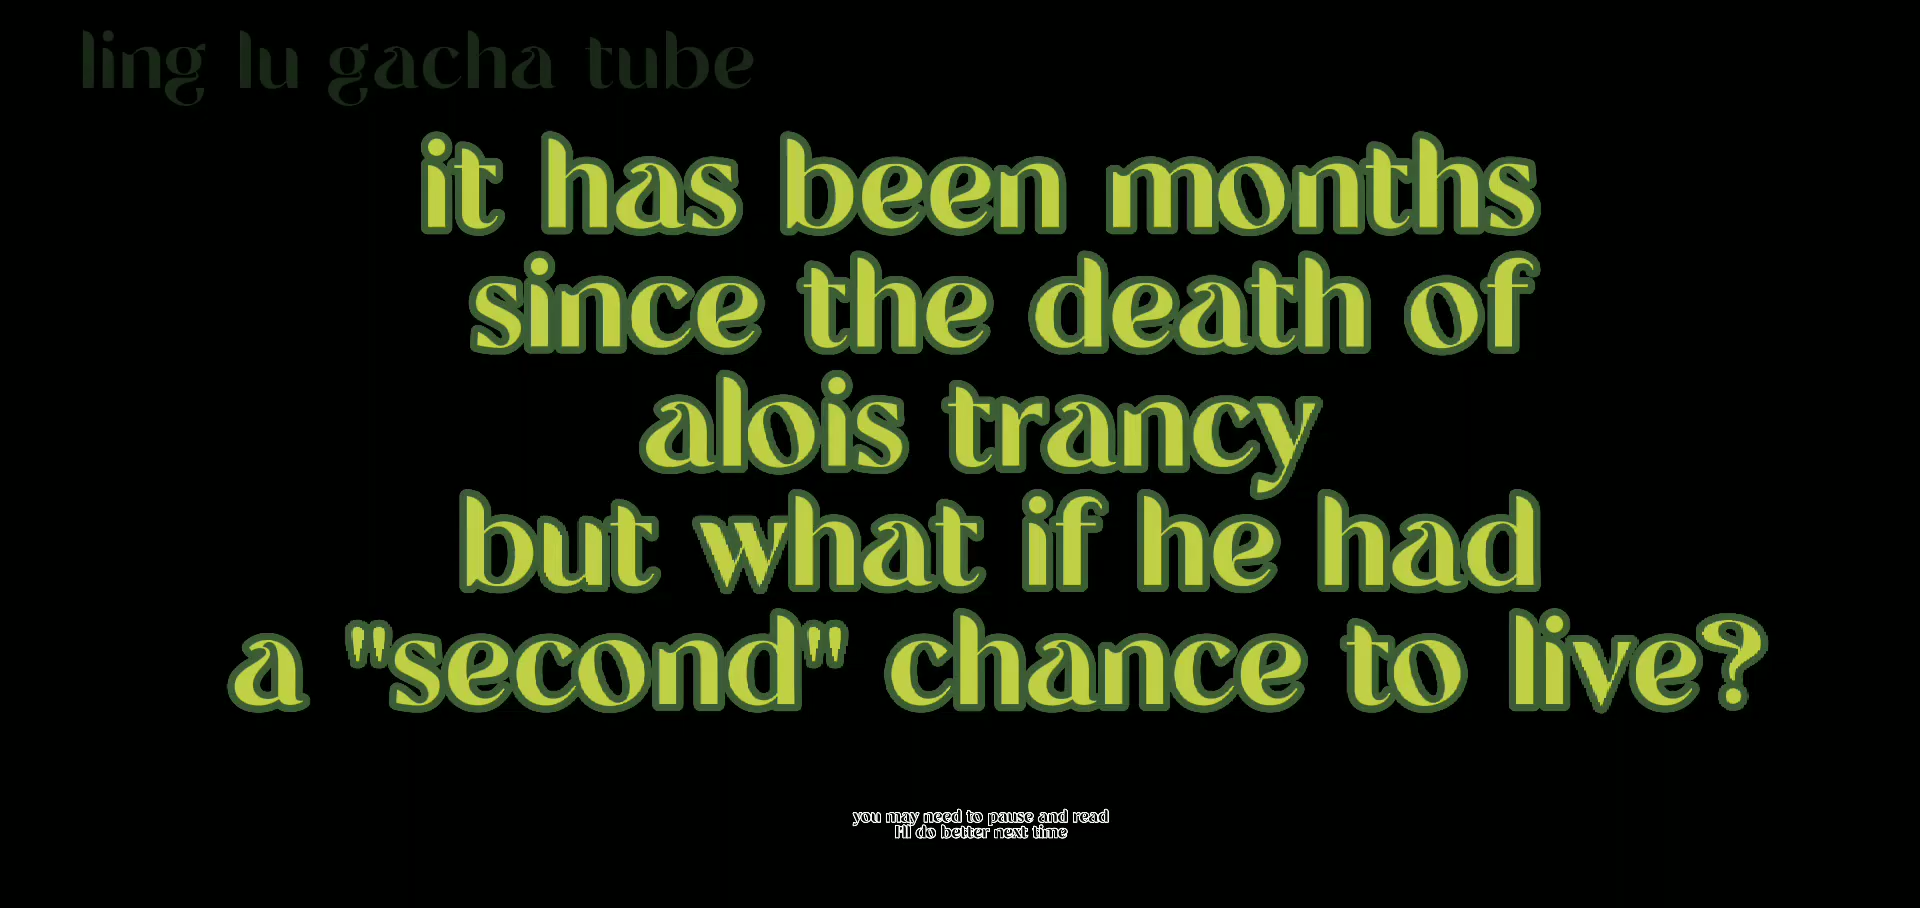 ling lu gacha tube
it has been months
since the death of
alois trancy
but what if he had
a "second" chance to live?
you may need to pause and read
I'll do better next time